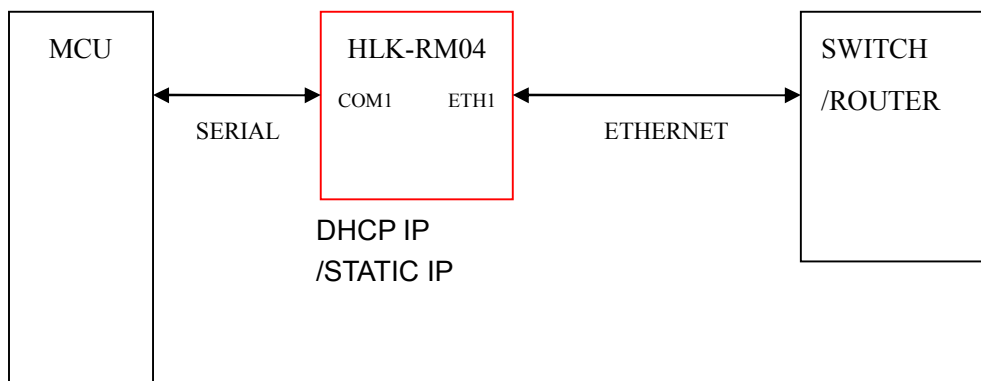 MCU
HLK-RM04
SWITCH
/ROUTER
COM1
ETH1
SERIAL
ETHERNET
DHCP IP
/STATIC IP